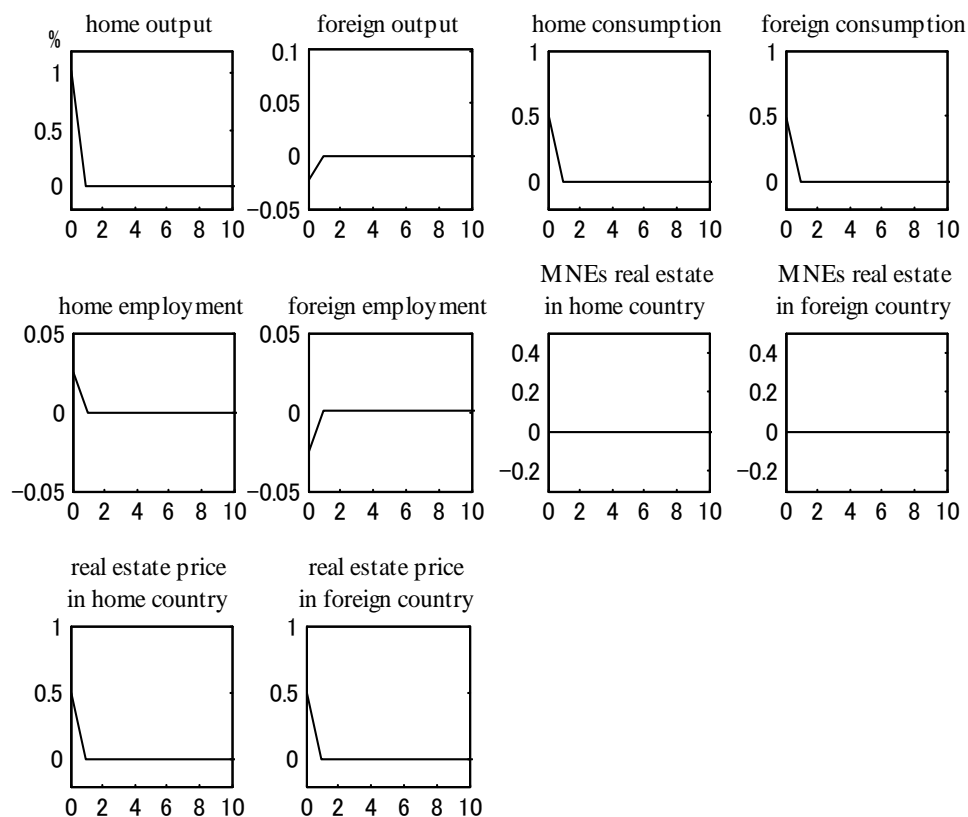 home output
foreign output
home consumption
foreign consumption
%
1
0.5
0
0 2 4 6 8 10
0.1
0.05
0
−0.05
0 2 4 6 8 10
1
0.5
0
0 2 4 6 8 10
1
0.5
0
0 2 4 6 8 10
home employment
0.05
0
−0.05
0 2 4 6 8 10
foreign employment
0.05
0
−0.05
0 2 4 6 8 10
MNEs real estate
in home country
0.4
0.2
0
−0.2
0 2 4 6 8 10
MNEs real estate
in foreign country
0.4
0.2
0
−0.2
0 2 4 6 8 10
real estate price
in home country
1
0.5
0
0 2 4 6 8 10
real estate price
in foreign country
1
0.5
0
0 2 4 6 8 10